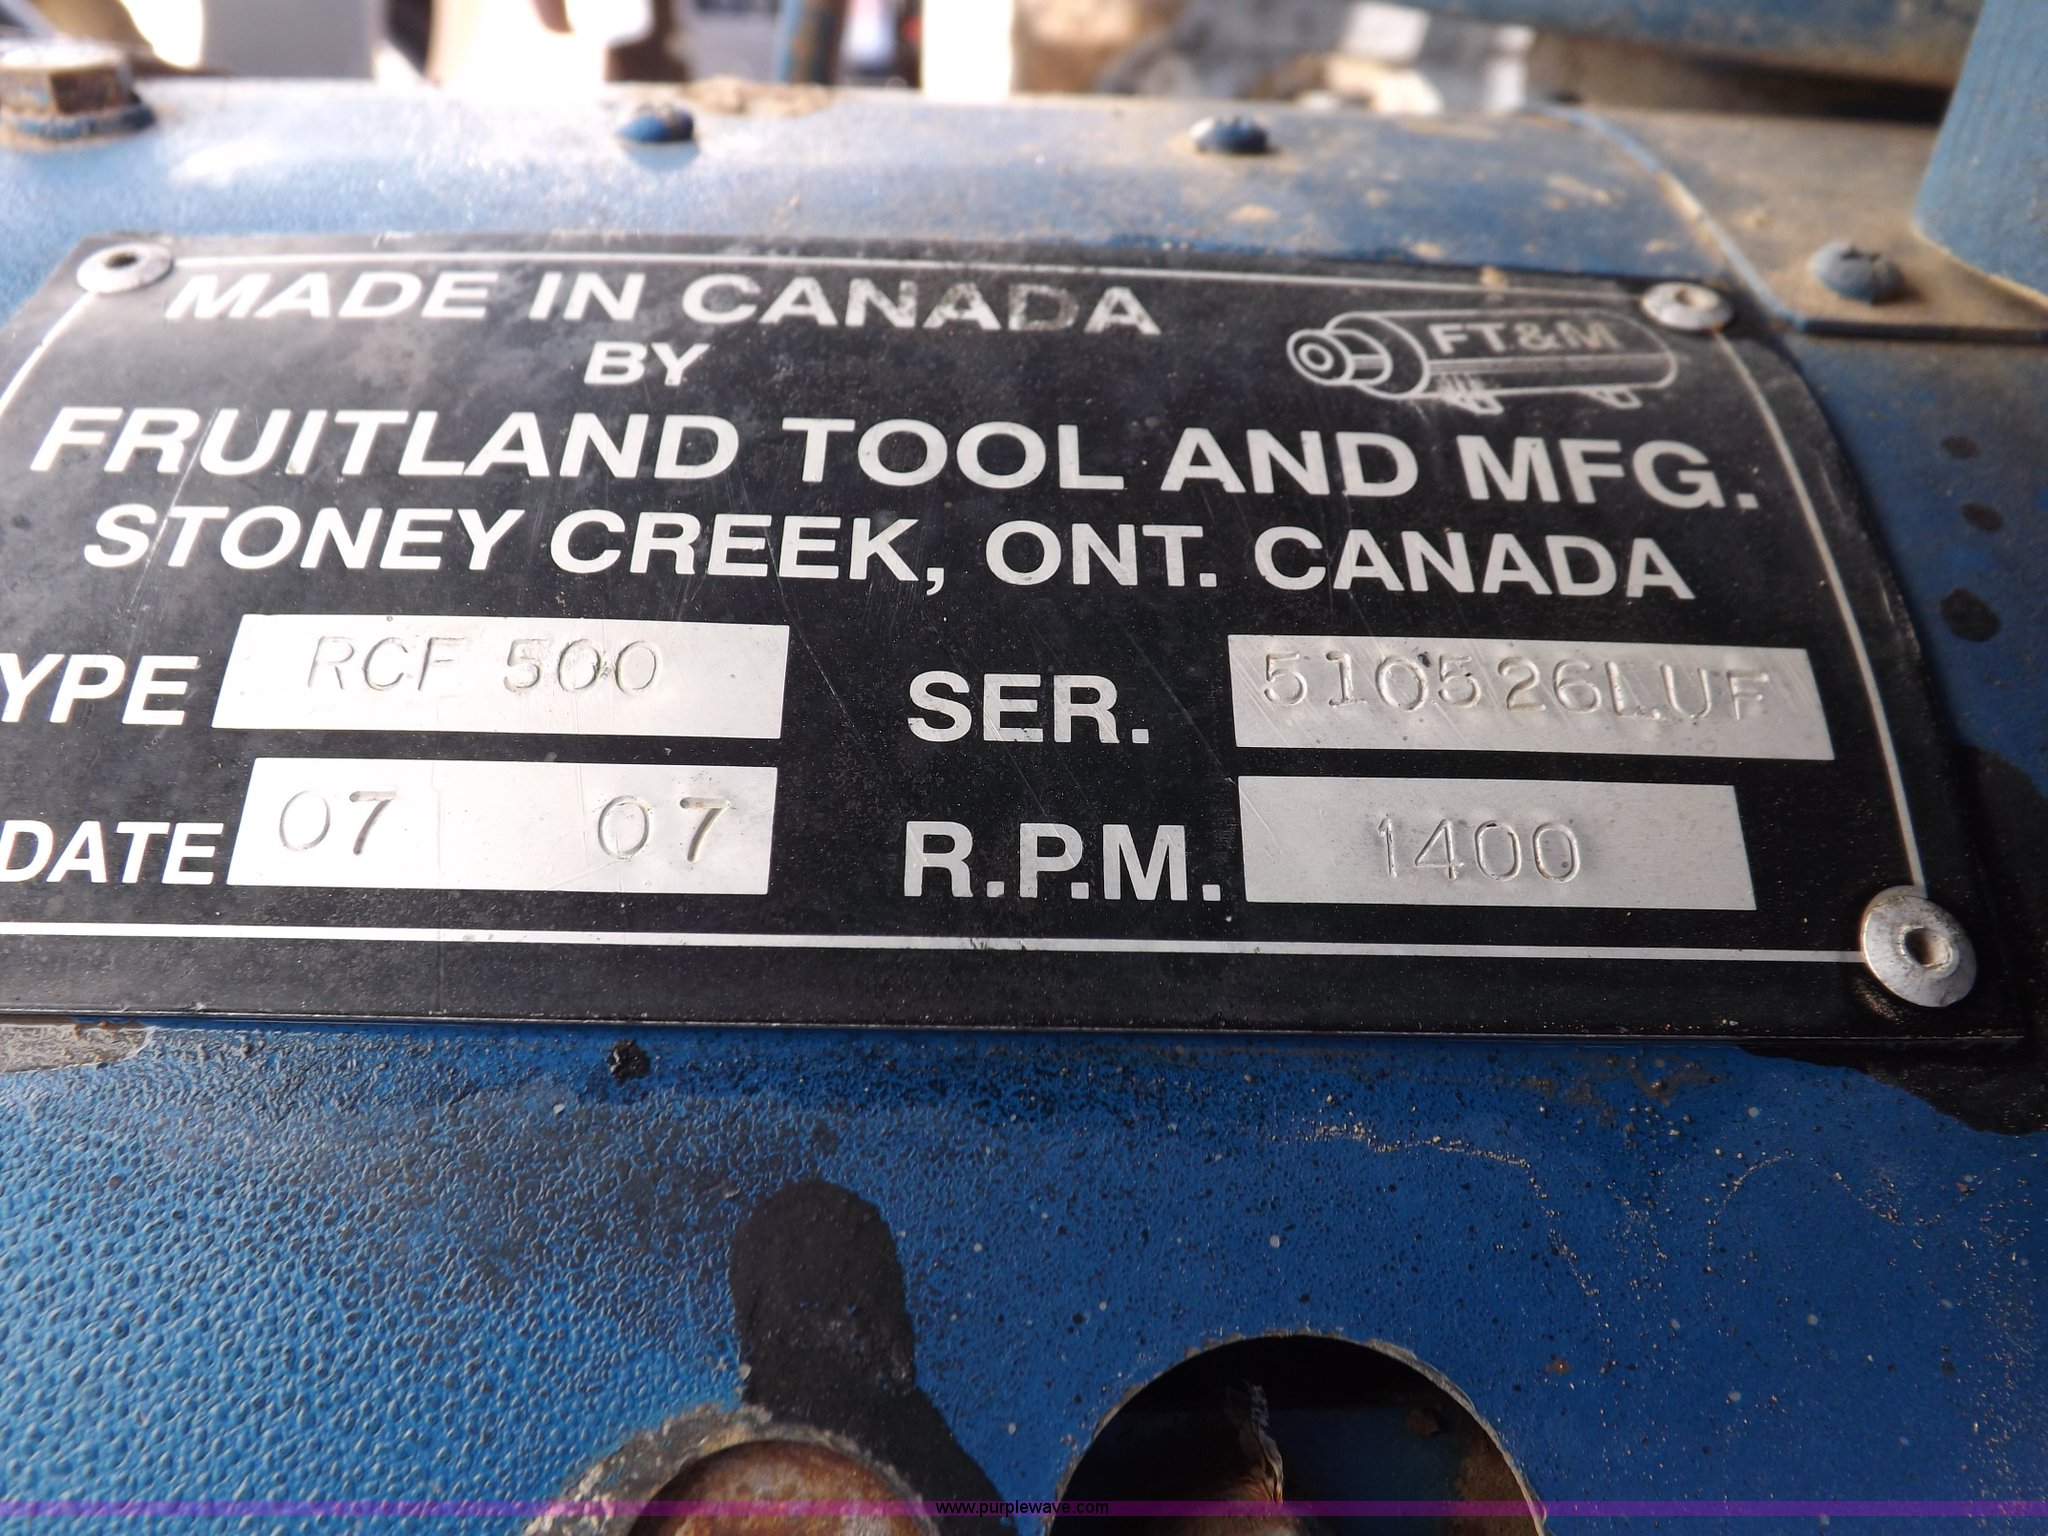 MADE IN CANADA
BY
FT&M
FRUITLAND TOOL AND MFG.
STONEY CREEK, ONT. CANADA
YPE RCF 500 SER. 510526LUF
DATE 07 07 R.P.M. 1400
www.purplewave.com